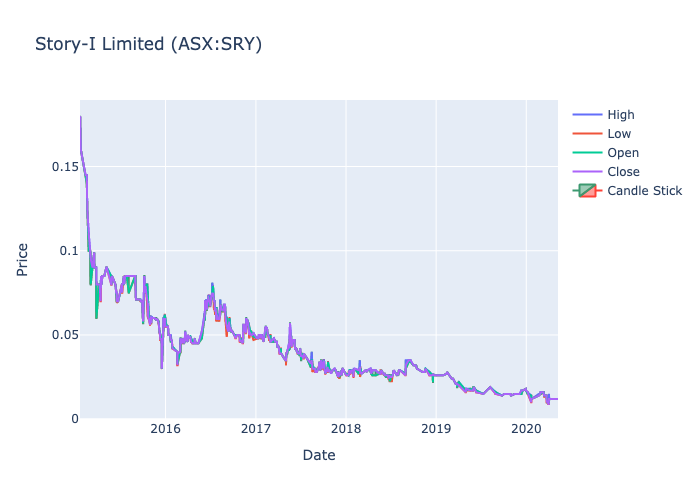 Story-I Limited (ASX:SRY)
High
Low
Open
Close
Candle Stick
0.15
0.1
0.05
0
Price
2016 2017 2018 2019 2020
Date